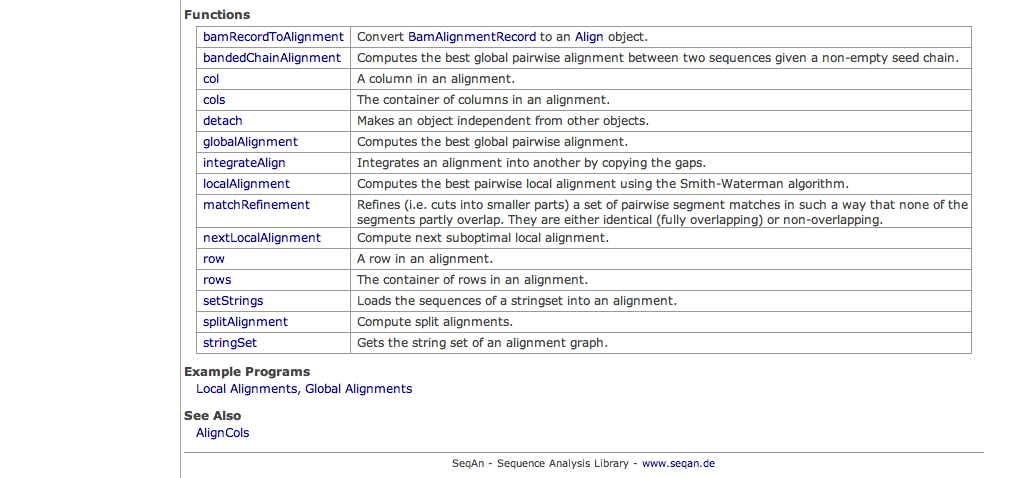 Functions
bamRecordToAlignment Convert BamAlignmentRecord to an Align object.
bandedChainAlignment Computes the best global pairwise alignment between two sequences given a non-empty seed chain.
col A column in an alignment.
cols The container of columns in an alignment.
detach Makes an object independent from other objects.
globalAlignment Computes the best global pairwise alignment.
integrateAlign Integrates an alignment into another by copying the gaps.
localAlignment Computes the best pairwise local alignment using the Smith-Waterman algorithm.
matchRefinement Refines (i.e. cuts into smaller parts) a set of pairwise segment matches in such a way that none of the
segments partly overlap. They are either identical (fully overlapping) or non-overlapping.
nextLocalAlignment Compute next suboptimal local alignment.
row A row in an alignment.
rows The container of rows in an alignment.
setStrings Loads the sequences of a stringset into an alignment.
splitAlignment Compute split alignments.
stringSet Gets the string set of an alignment graph.
Example Programs
Local Alignments, Global Alignments
See Also
AlignCols
SeqAn - Sequence Analysis Library - www.seqan.de